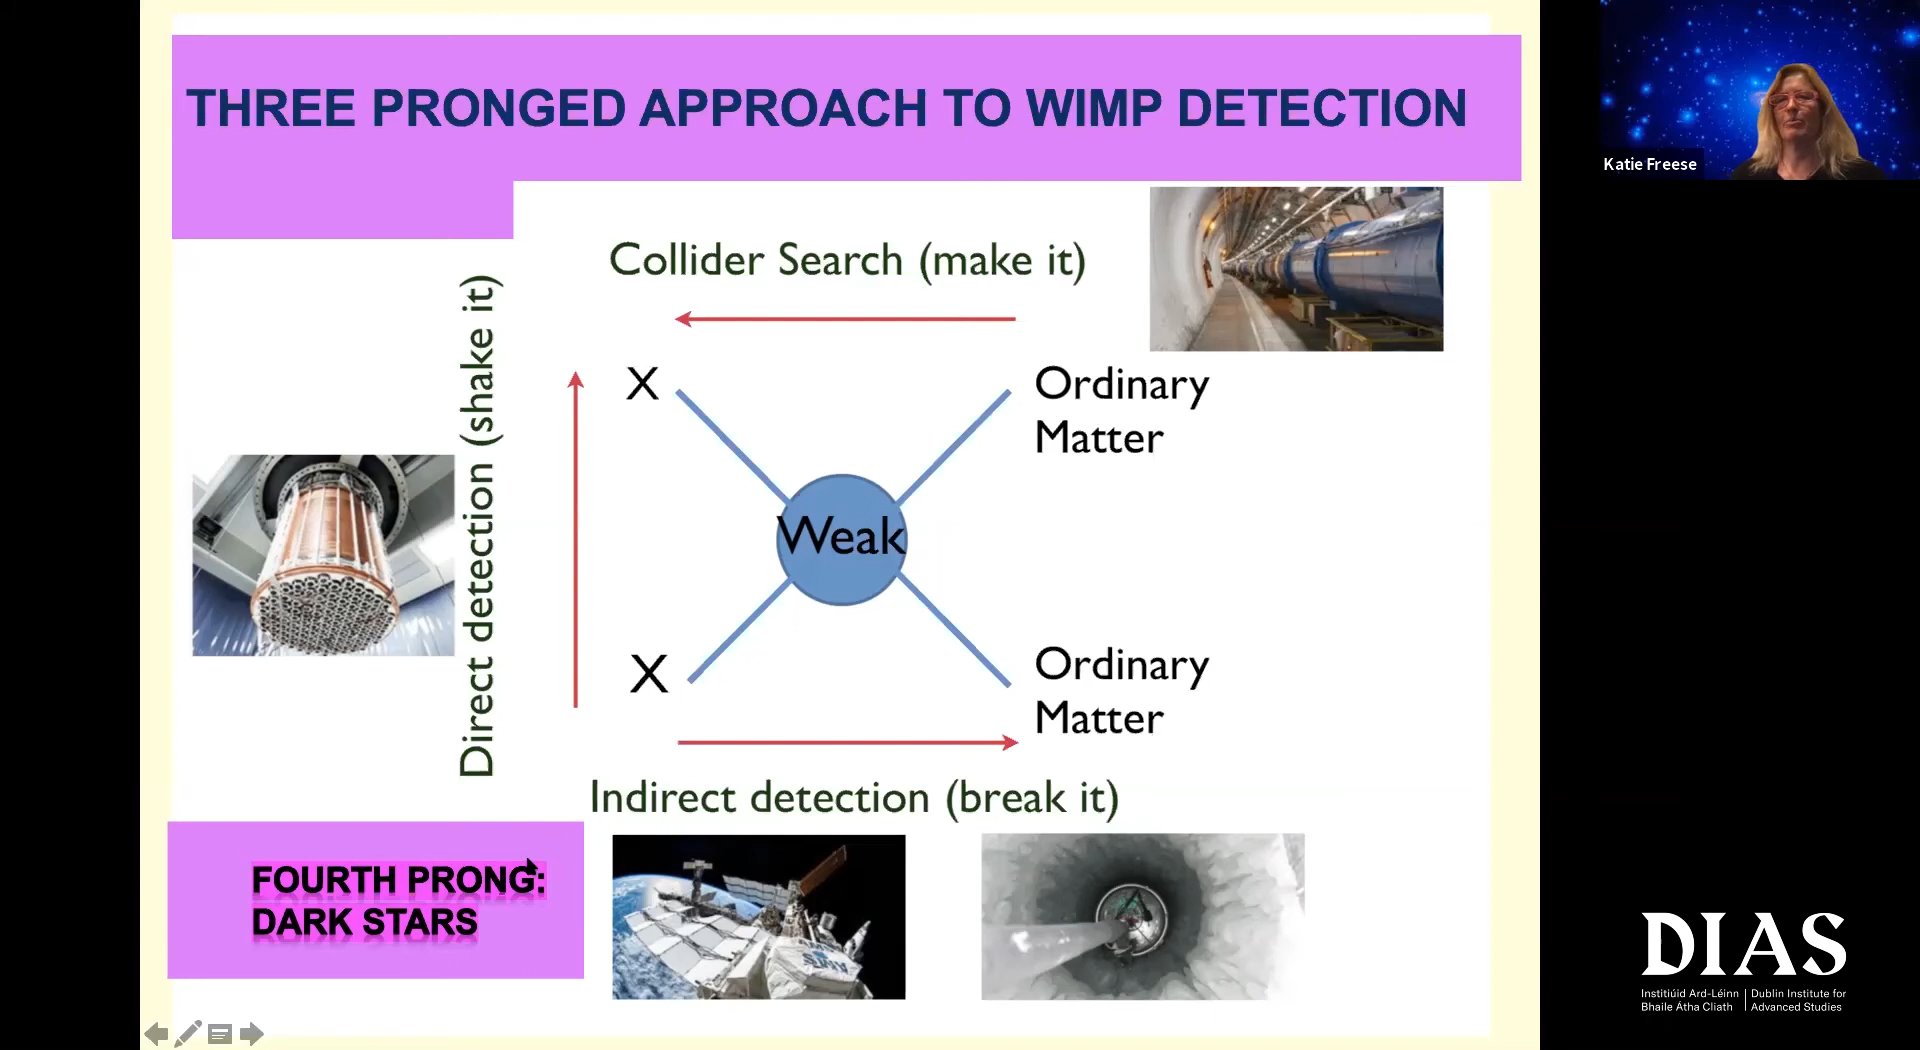 THREE PRONGED APPROACH TO WIMP DETECTION
Katie Freese
Collider Search (make it)
Direct detection (shake it)
X
Ordinary
Matter
Weak
X
Ordinary
Matter
Indirect detection (break it)
FOURTH PRONG:
DARK STARS
AMS
DIAS
Institiúid Ard-Léinn
Bhaile Átha Cliath
Dublin Institute for
Advanced Studies